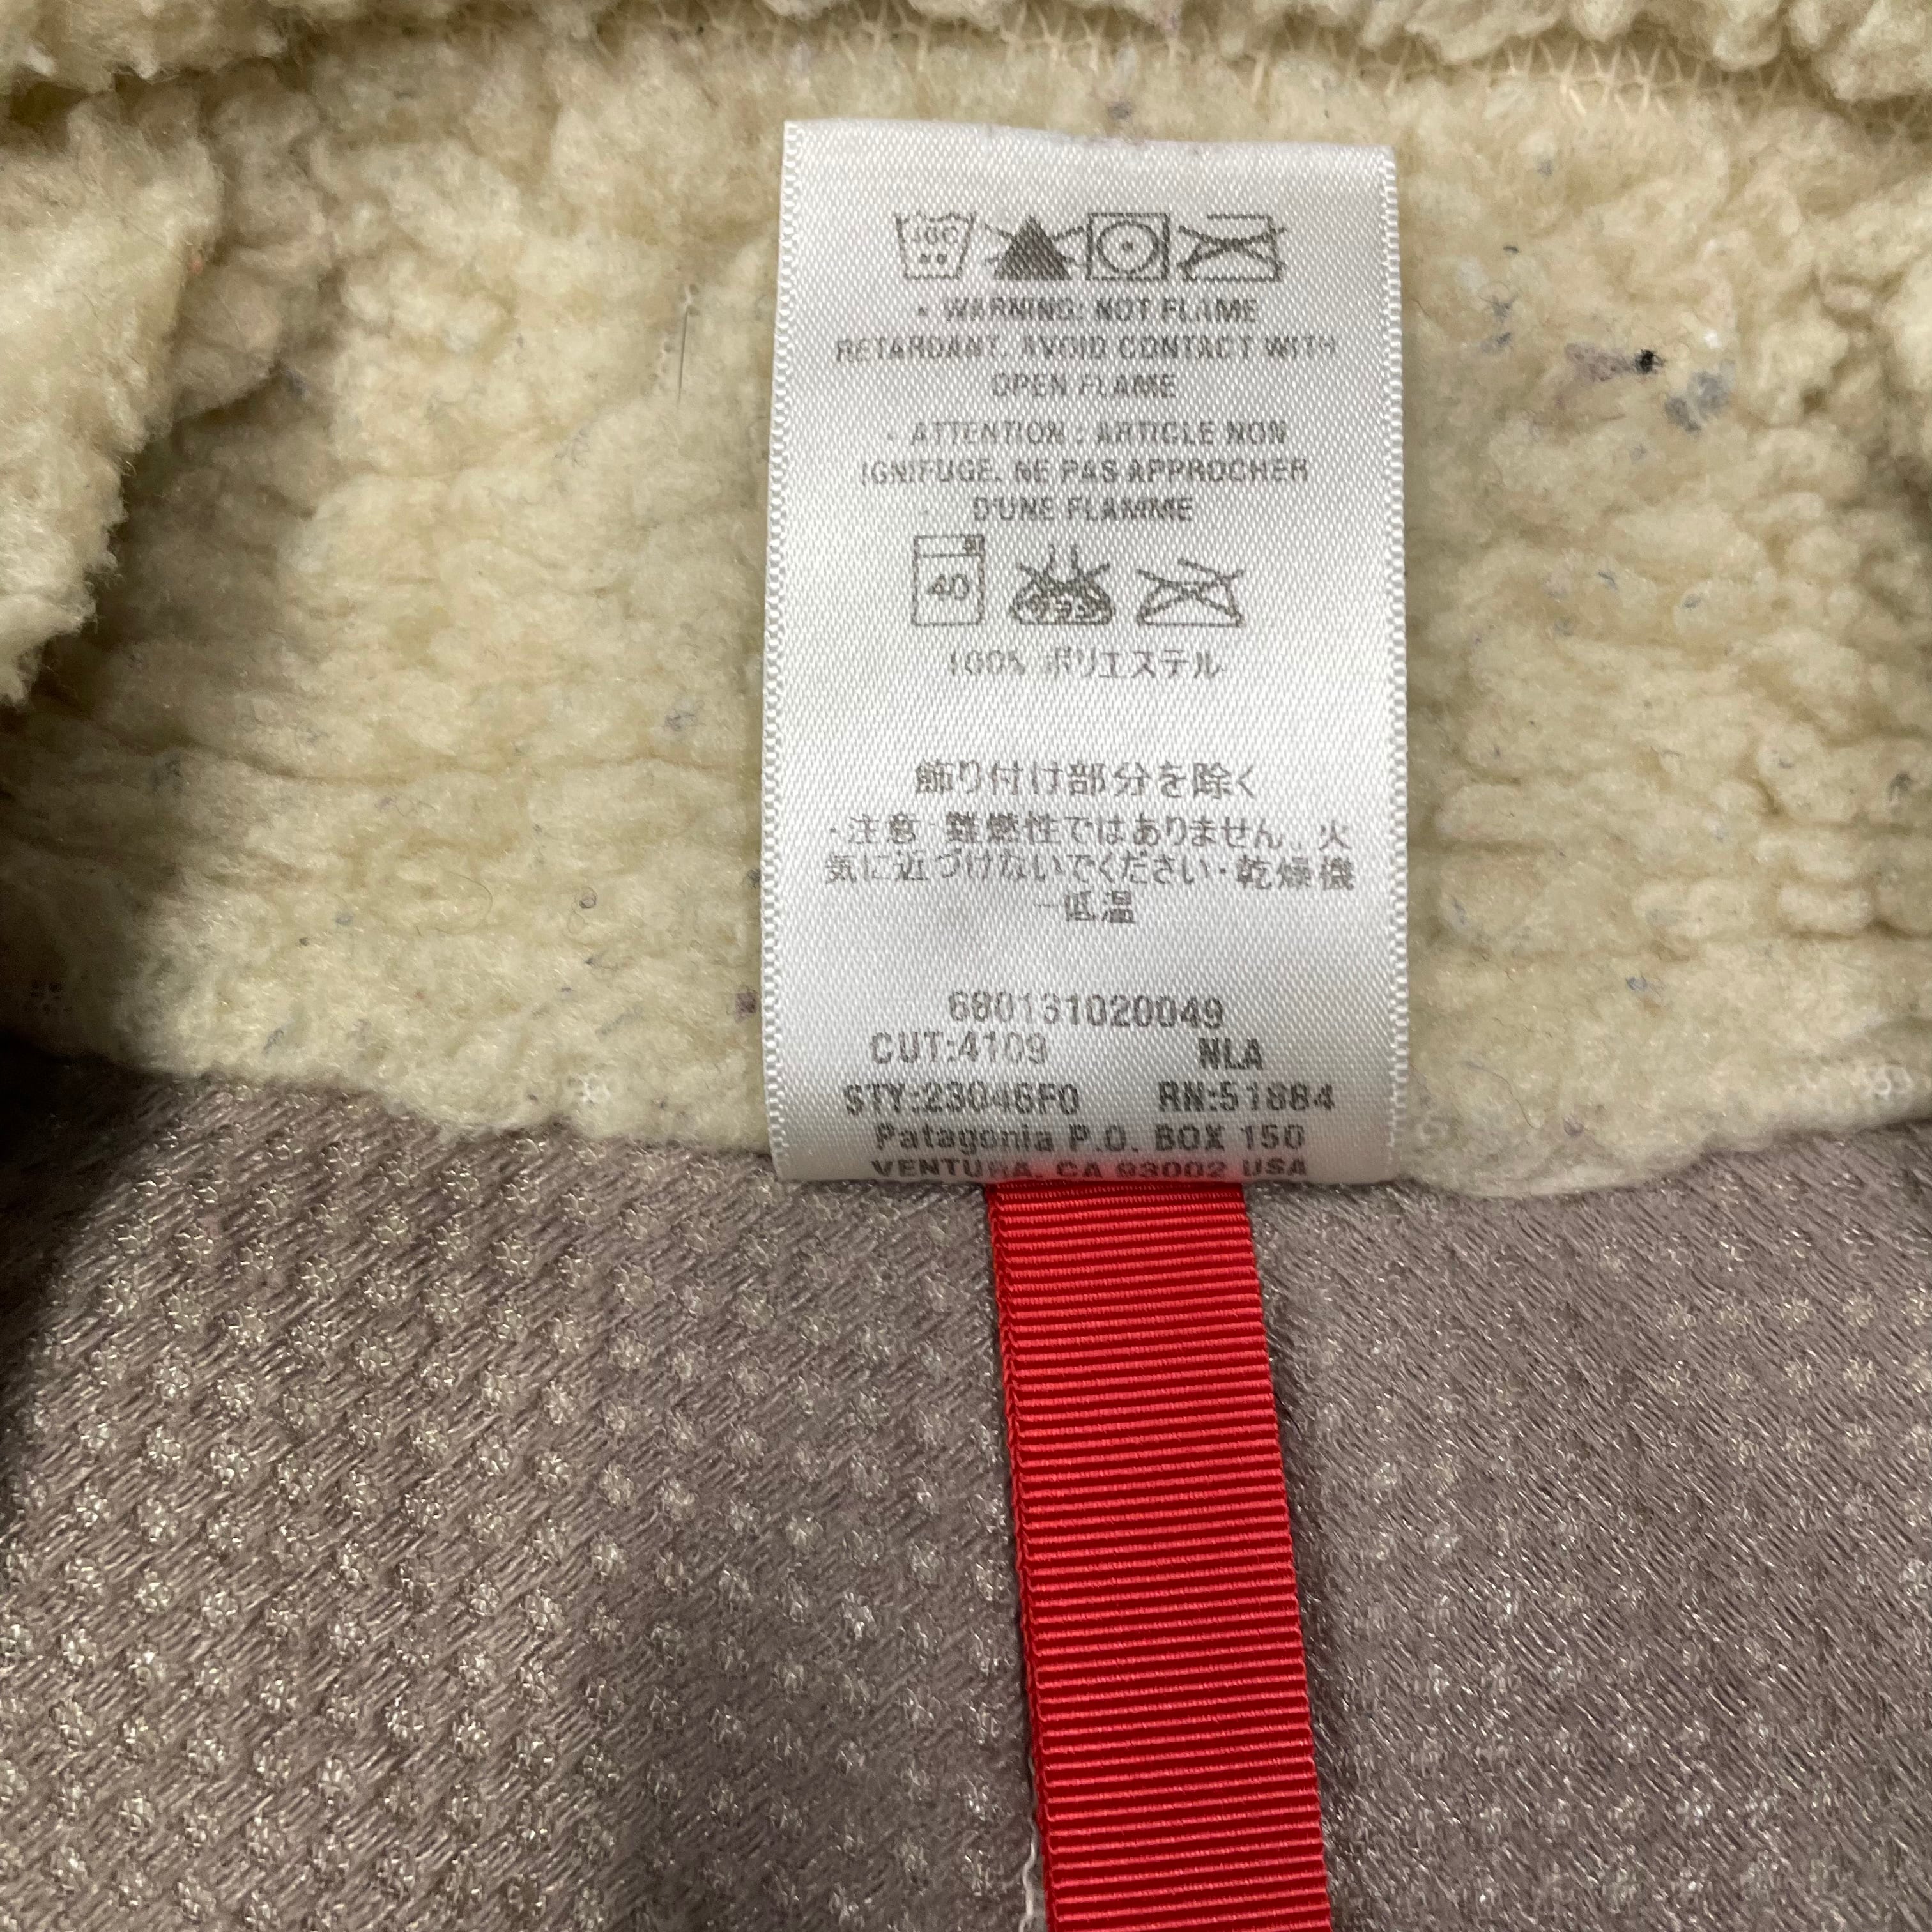 40C
• WARNING: NOT FLAME
RETARDANT. AVOID CONTACT WITH
OPEN FLAME
• ATTENTION : ARTICLE NON
IGNIFUGE. NE PAS APPROCHER
D'UNE FLAMME
40
100% ポリエステル
飾り付け部分を除く
・注意 難燃性ではありません。火
気に近づけないでください・乾燥機
ー低温
680131020049
CUT:4109 NLA
STY:23046F0 RN:51884
Patagonia P.O. BOX 150
VENTURA, CA 93002 USA